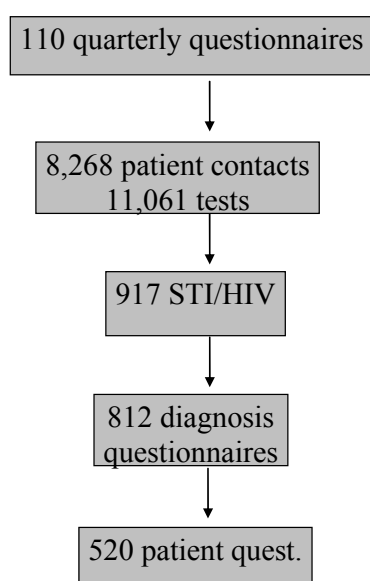 110 quarterly questionnaires
8,268 patient contacts
11,061 tests
917 STI/HIV
812 diagnosis
questionnaires
520 patient quest.